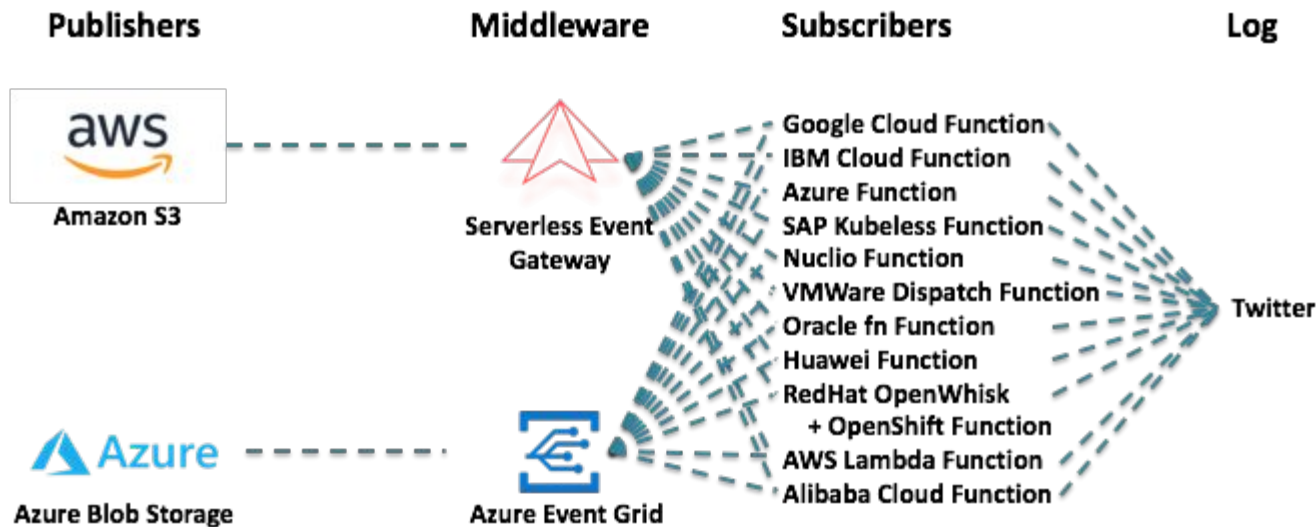 Publishers
Middleware
Subscribers
Log
aws
Amazon S3
Serverless Event
Gateway
Google Cloud Function
IBM Cloud Function
Azure Function
SAP Kubeless Function
Nuclio Function
VMWare Dispatch Function
Oracle fn Function
Huawei Function
RedHat OpenWhisk
+ OpenShift Function
AWS Lambda Function
Alibaba Cloud Function
Twitter
Azure
Azure Blob Storage
Azure Event Grid